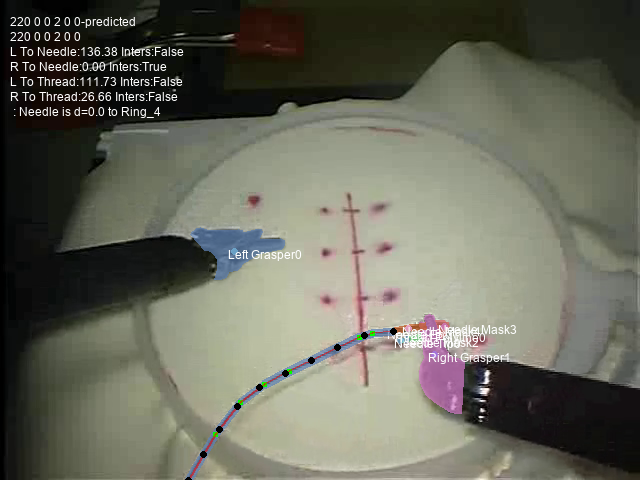 220 0 0 2 0 0-predicted
220 0 0 2 0 0
L To Needle:136.38 Inters:False
R To Needle:0.00 Inters:True
L To Thread:111.73 Inters:False
R To Thread:26.66 Inters:False
: Needle is d=0.0 to Ring_4
Left Grasper0
Needle Mask3
Right Grasper1